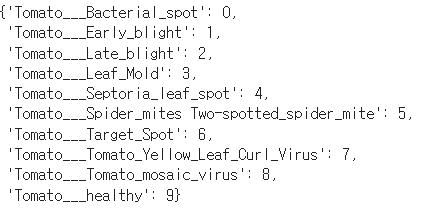 {'Tomato___Bacterial_spot': 0,
'Tomato___Early_blight': 1,
'Tomato___Late_blight': 2,
'Tomato___Leaf_Mold': 3,
'Tomato___Septoria_leaf_spot': 4,
'Tomato___Spider_mites Two-spotted_spider_mite': 5,
'Tomato___Target_Spot': 6,
'Tomato___Tomato_Yellow_Leaf_Curl_Virus': 7,
'Tomato___Tomato_mosaic_virus': 8,
'Tomato___healthy': 9}